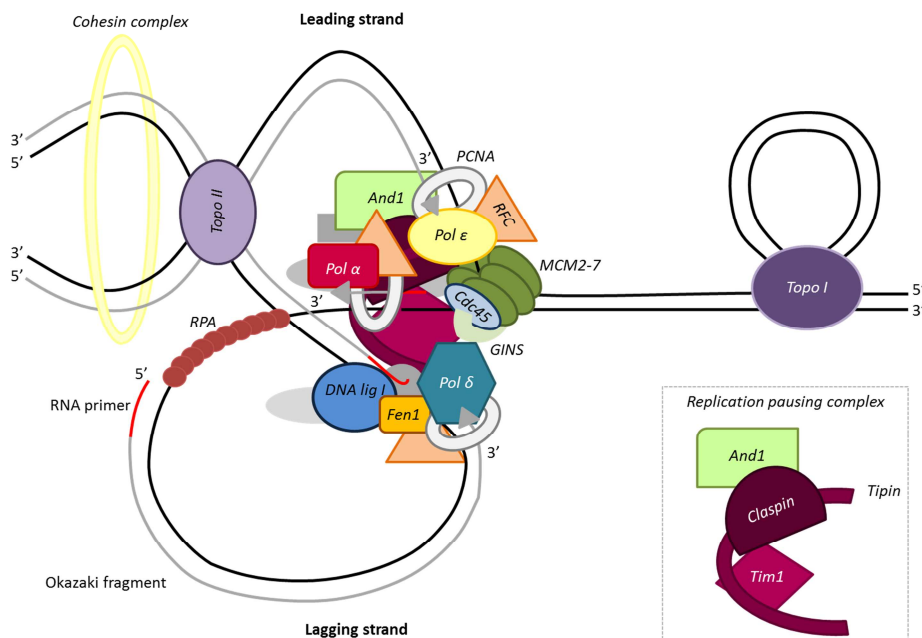 Cohesin complex
Leading strand
3’
5’
3’
PCNA
And1
Topo II
RFC
Pol ε
Pol α
MCM2-7
5’
3’
Cdc45
Topo I
5’
3’
RPA
3’
GINS
5’
RNA primer
DNA lig I
Pol δ
Fen1
3’
Okazaki fragment
Lagging strand
Replication pausing complex
And1
Tipin
Claspin
Tim1